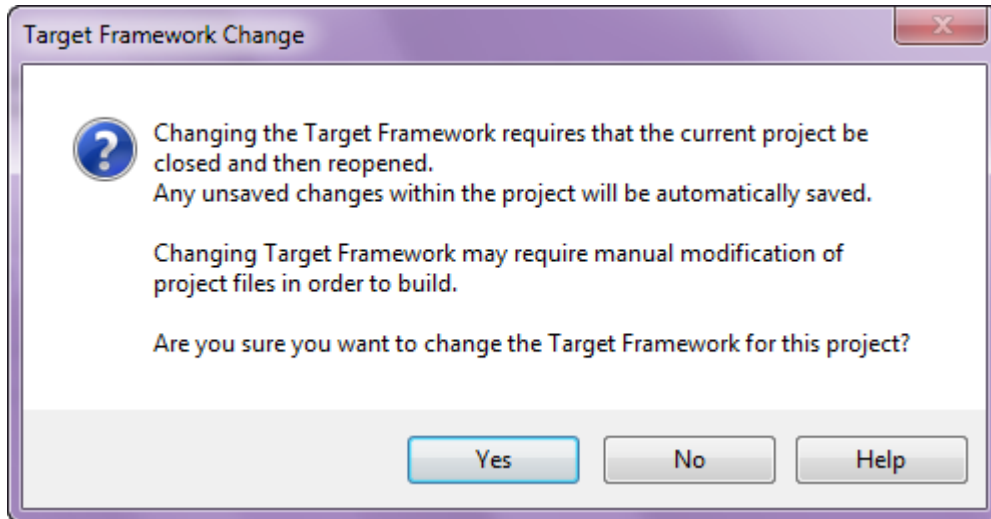 Target Framework Change
Changing the Target Framework requires that the current project be
closed and then reopened.
Any unsaved changes within the project will be automatically saved.
Changing Target Framework may require manual modification of
project files in order to build.
Are you sure you want to change the Target Framework for this project?
Yes No Help